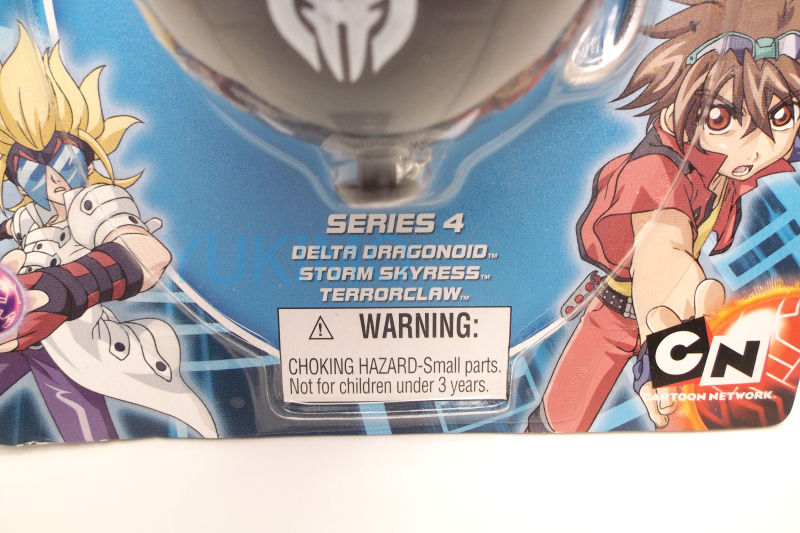 SERIES 4
DELTA DRAGONOID™
STORM SKYRESS™
TERRORCLAW™
WARNING:
CHOKING HAZARD-Small parts.
Not for children under 3 years.
CN
CARTOON NETWORK